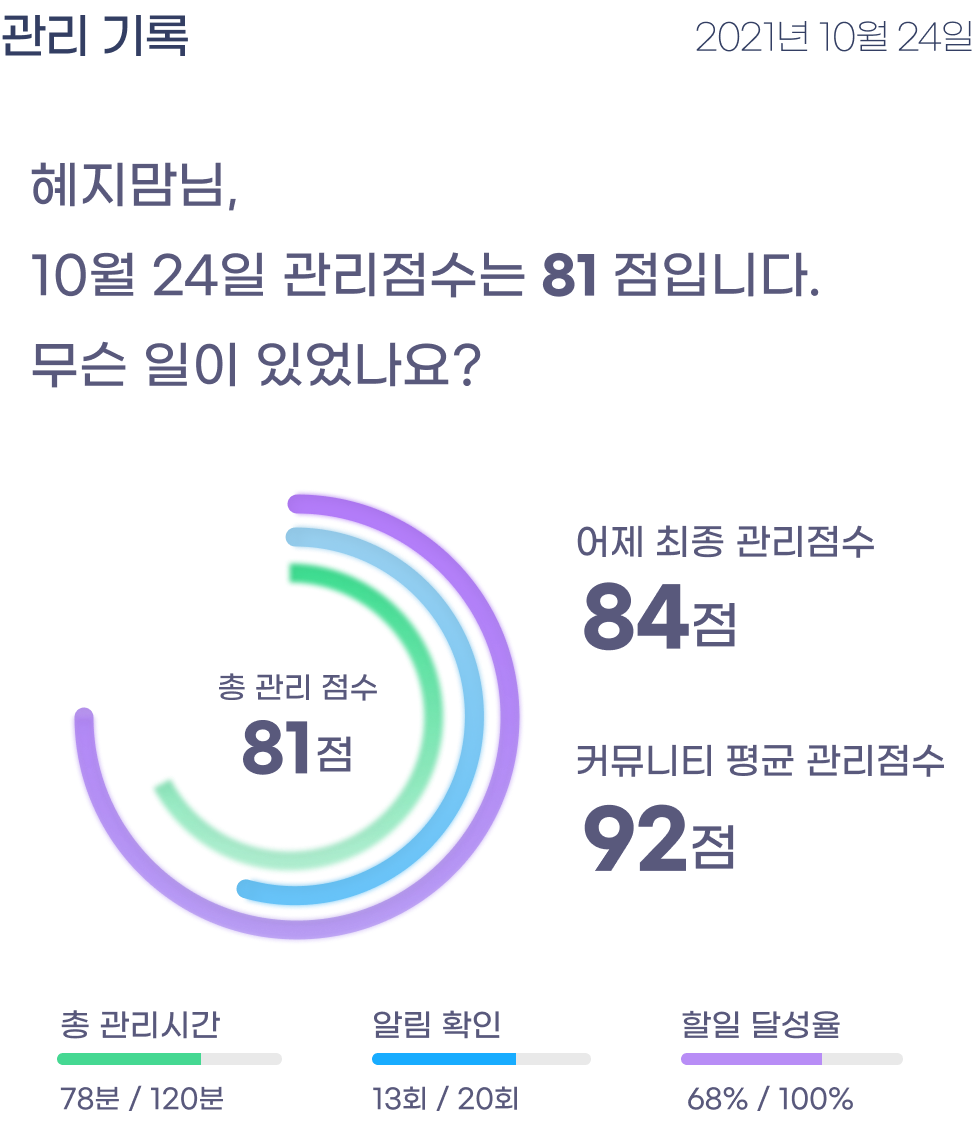 관리 기록
2021년 10월 24일
혜지맘님,
10월 24일 관리점수는 81 점입니다.
무슨 일이 있었나요?
어제 최종 관리점수
84점
총 관리 점수
81점
커뮤니티 평균 관리점수
92점
총 관리시간
알림 확인
할일 달성율
78분 / 120분
13회 / 20회
68% / 100%